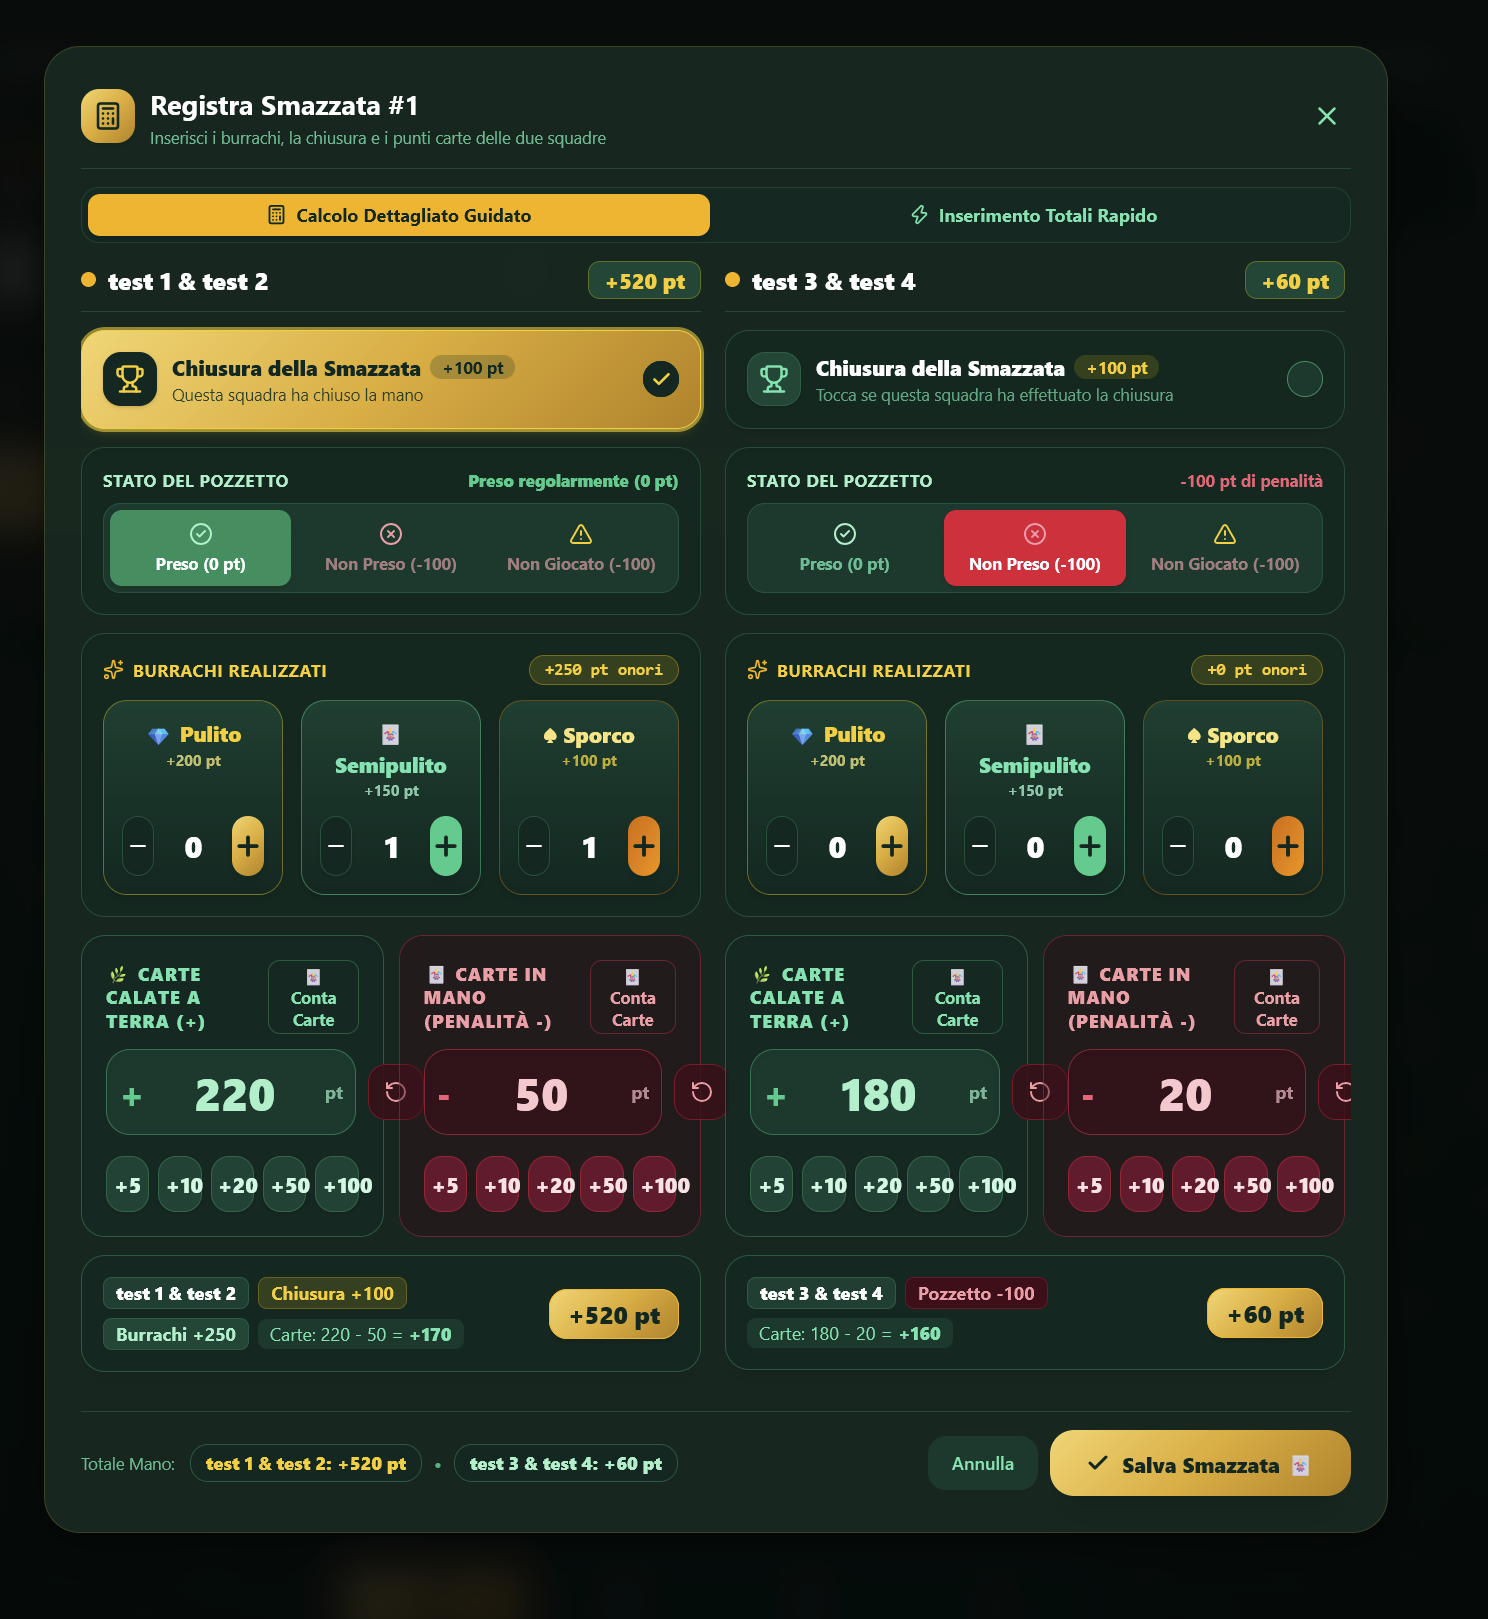 Registra Smazzata #1
Inserisci i burrachi, la chiusura e i punti carte delle due squadre
Calcolo Dettagliato Guidato
Inserimento Totali Rapido
test 1 & test 2
+520 pt
Chiusura della Smazzata +100 pt
Questa squadra ha chiuso la mano
STATO DEL POZZETTO
Preso regolarmente (0 pt)
Preso (0 pt)
Non Preso (-100)
Non Giocato (-100)
BURRACHI REALIZZATI
+250 pt onori
Pulito
+200 pt
− 0 +
Semipulito
+150 pt
− 1 +
Sporco
+100 pt
− 1 +
CARTE
CALATE A
TERRA (+)
Conta
Carte
+ 220 pt
+5 +10 +20 +50 +100
CARTE IN
MANO
(PENALITÀ -)
Conta
Carte
- 50 pt
+5 +10 +20 +50 +100
test 1 & test 2
Chiusura +100
Burrachi +250
Carte: 220 - 50 = +170
+520 pt
test 3 & test 4
+60 pt
Chiusura della Smazzata +100 pt
Tocca se questa squadra ha effettuato la chiusura
STATO DEL POZZETTO
-100 pt di penalità
Preso (0 pt)
Non Preso (-100)
Non Giocato (-100)
BURRACHI REALIZZATI
+0 pt onori
Pulito
+200 pt
− 0 +
Semipulito
+150 pt
− 0 +
Sporco
+100 pt
− 0 +
CARTE
CALATE A
TERRA (+)
Conta
Carte
+ 180 pt
+5 +10 +20 +50 +100
CARTE IN
MANO
(PENALITÀ -)
Conta
Carte
- 20 pt
+5 +10 +20 +50 +100
test 3 & test 4
Pozzetto -100
Carte: 180 - 20 = +160
+60 pt
Totale Mano:
test 1 & test 2: +520 pt
•
test 3 & test 4: +60 pt
Annulla
Salva Smazzata